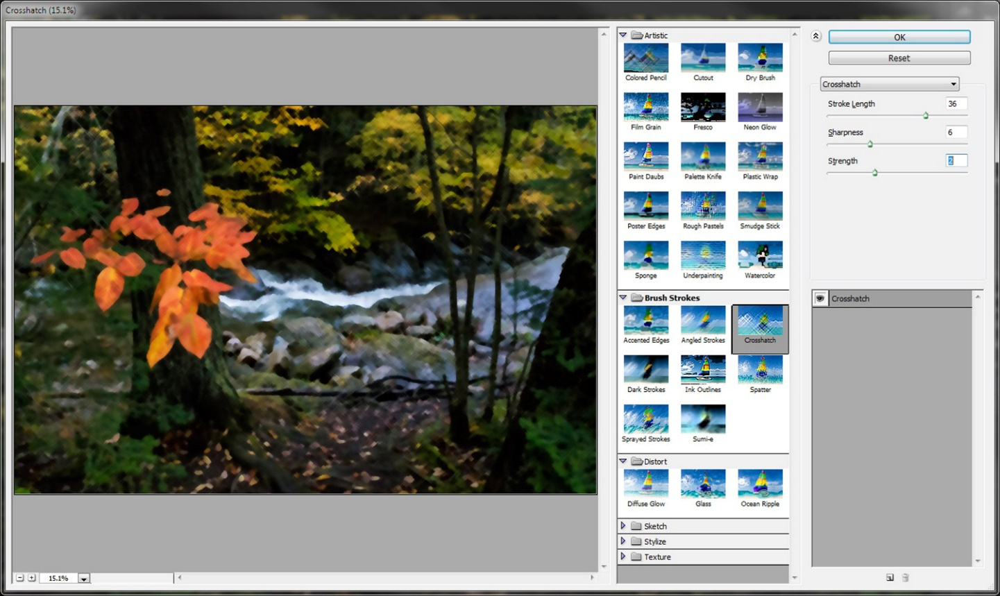 Crosshatch (15.1%)
Artistic
Colored Pencil
Cutout
Dry Brush
Film Grain
Fresco
Neon Glow
Paint Daubs
Palette Knife
Plastic Wrap
Poster Edges
Rough Pastels
Smudge Stick
Sponge
Underpainting
Watercolor
Brush Strokes
Accented Edges
Angled Strokes
Crosshatch
Dark Strokes
Ink Outlines
Spatter
Sprayed Strokes
Sumi-e
Distort
Diffuse Glow
Glass
Ocean Ripple
Sketch
Stylize
Texture
OK
Reset
Crosshatch
Stroke Length 36
Sharpness 6
Strength 2
Crosshatch
15.1%